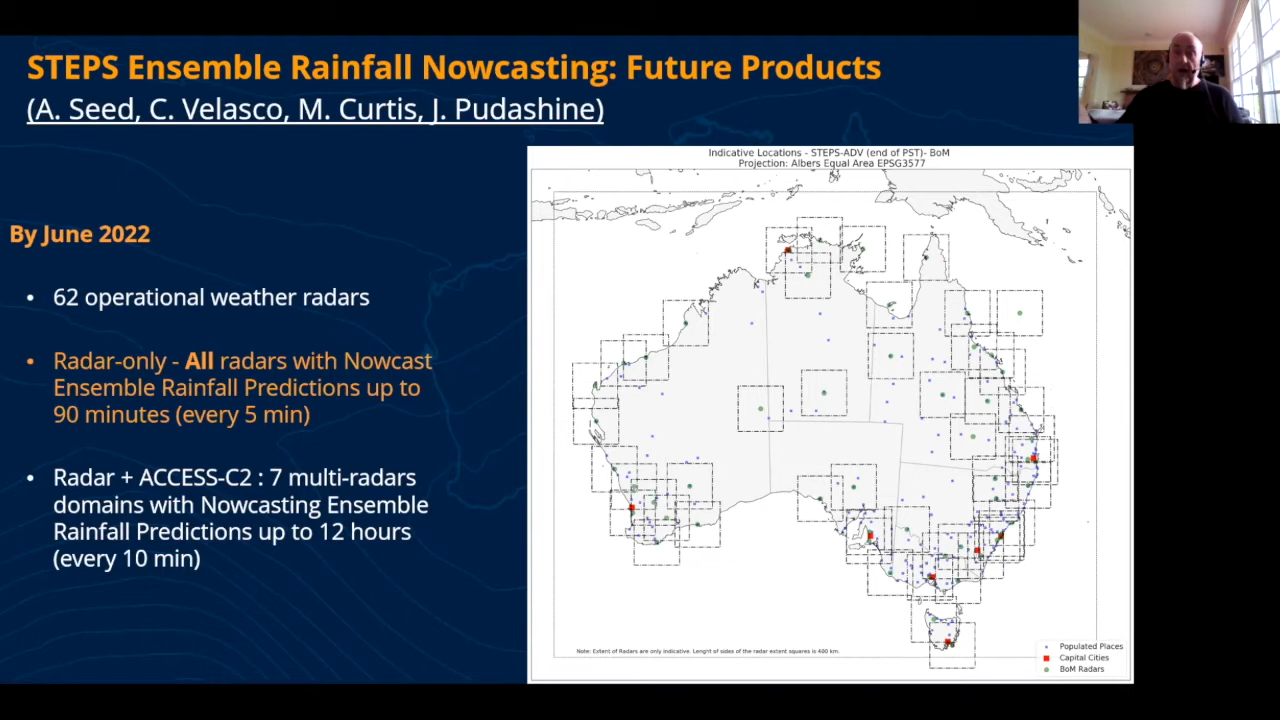 STEPS Ensemble Rainfall Nowcasting: Future Products
(A. Seed, C. Velasco, M. Curtis, J. Pudashine)
By June 2022
• 62 operational weather radars
• Radar-only - All radars with Nowcast
Ensemble Rainfall Predictions up to
90 minutes (every 5 min)
• Radar + ACCESS-C2 : 7 multi-radars
domains with Nowcasting Ensemble
Rainfall Predictions up to 12 hours
(every 10 min)
Indicative Locations - STEPS-ADV (end of PST)- BoM
Projection: Albers Equal Area EPSG3577
Note: Extent of Radars are only indicative. Lenght of sides of the radar extent squares is 400 km.
Populated Places
Capital Cities
BoM Radars